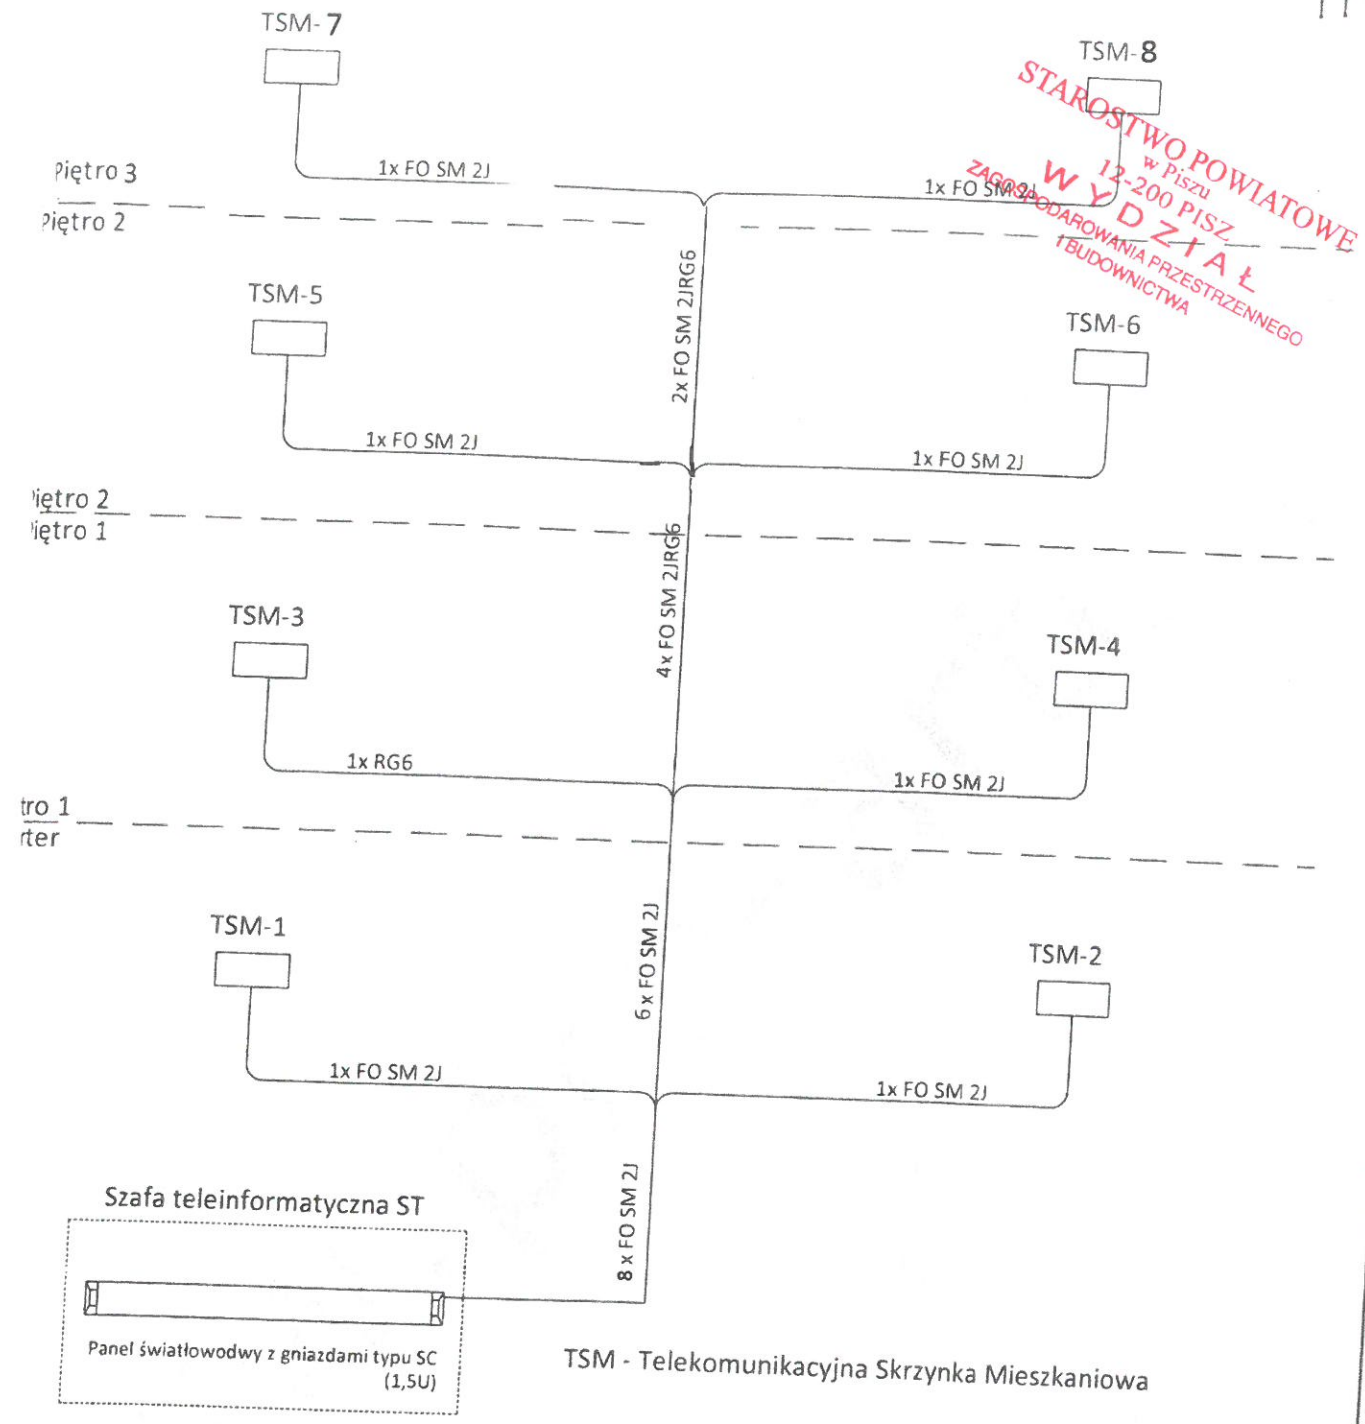 TSM-7
TSM-8
STAROSTWO POWIATOWE
w Piszu
12-200 PISZ
WYDZIAŁ
ZAGOSPODAROWANIA PRZESTRZENNEGO
I BUDOWNICTWA
Piętro 3
1x FO SM 2J
1x FO SM 2J
Piętro 2
2x FO SM 2JRG6
TSM-5
TSM-6
1x FO SM 2J
1x FO SM 2J
iętro 2
iętro 1
4x FO SM 2JRG6
TSM-3
TSM-4
1x RG6
1x FO SM 2J
tro 1
rter
6x FO SM 2J
TSM-1
TSM-2
1x FO SM 2J
1x FO SM 2J
8 x FO SM 2J
Szafa teleinformatyczna ST
Panel światłowodwy z gniazdami typu SC
(1,5U)
TSM - Telekomunikacyjna Skrzynka Mieszkaniowa